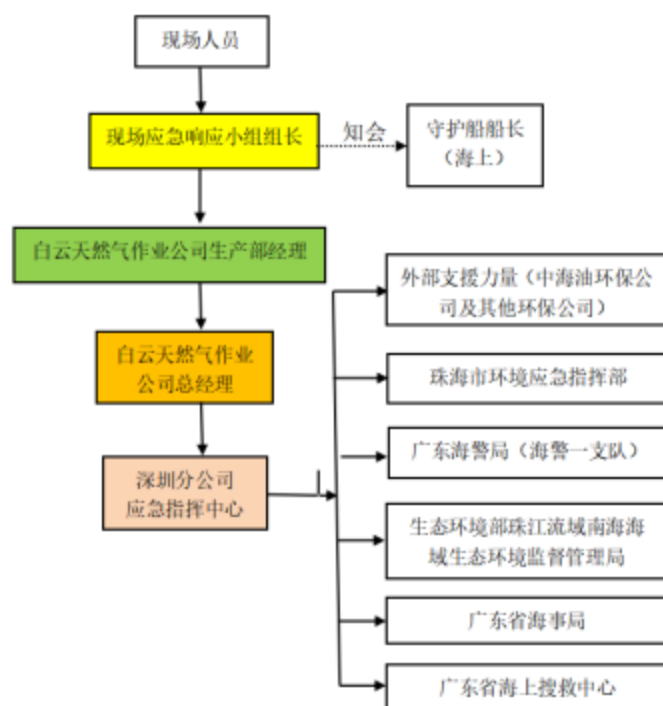 现场人员
现场应急响应小组组长
知会
守护船船长
（海上）
白云天然气作业公司生产部经理
白云天然气作业
公司总经理
深圳分公司
应急指挥中心
外部支援力量（中海油环保公
司及其他环保公司）
珠海市环境应急指挥部
广东海警局（海警一支队）
生态环境部珠江流域南海海
域生态环境监督管理局
广东省海事局
广东省海上搜救中心